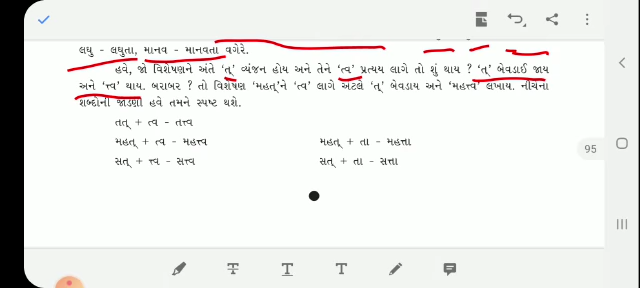 લઘુ - લઘુતા, માનવ - માનવતા વગેરે.
હવે, જો વિશેષણને અંતે ‘ત્’ વ્યંજન હોય અને તેને ‘ત્વ’ પ્રત્યય લાગે તો શું થાય ? ‘ત્’ બેવડાઈ જાય
અને ‘ત્ત્વ’ થાય. બરાબર ? તો વિશેષણ ‘મહત્’ને ‘ત્વ’ લાગે એટલે ‘ત્’ બેવડાય અને ‘મહત્ત્વ’ લખાય. નીચેના
શબ્દોની જોડણી હવે તમને સ્પષ્ટ થશે.
તત્ + ત્વ - તત્ત્વ
મહત્ + ત્વ - મહત્ત્વ મહત્ + તા - મહત્તા
સત્ + ત્ત્વ - સત્ત્વ સત્ + તા - સત્તા
95